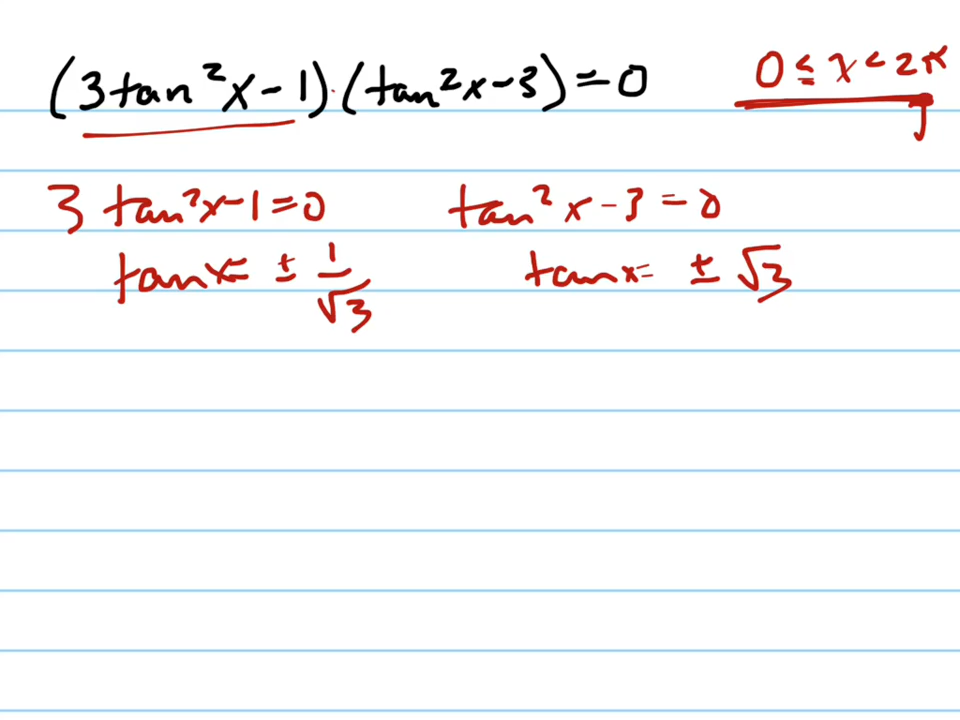 (3tan²x-1)·(tan²x-3)=0 0≤x<2π
3tan²x-1=0 tan²x-3=0
tanx=±1/√3 tanx=±√3